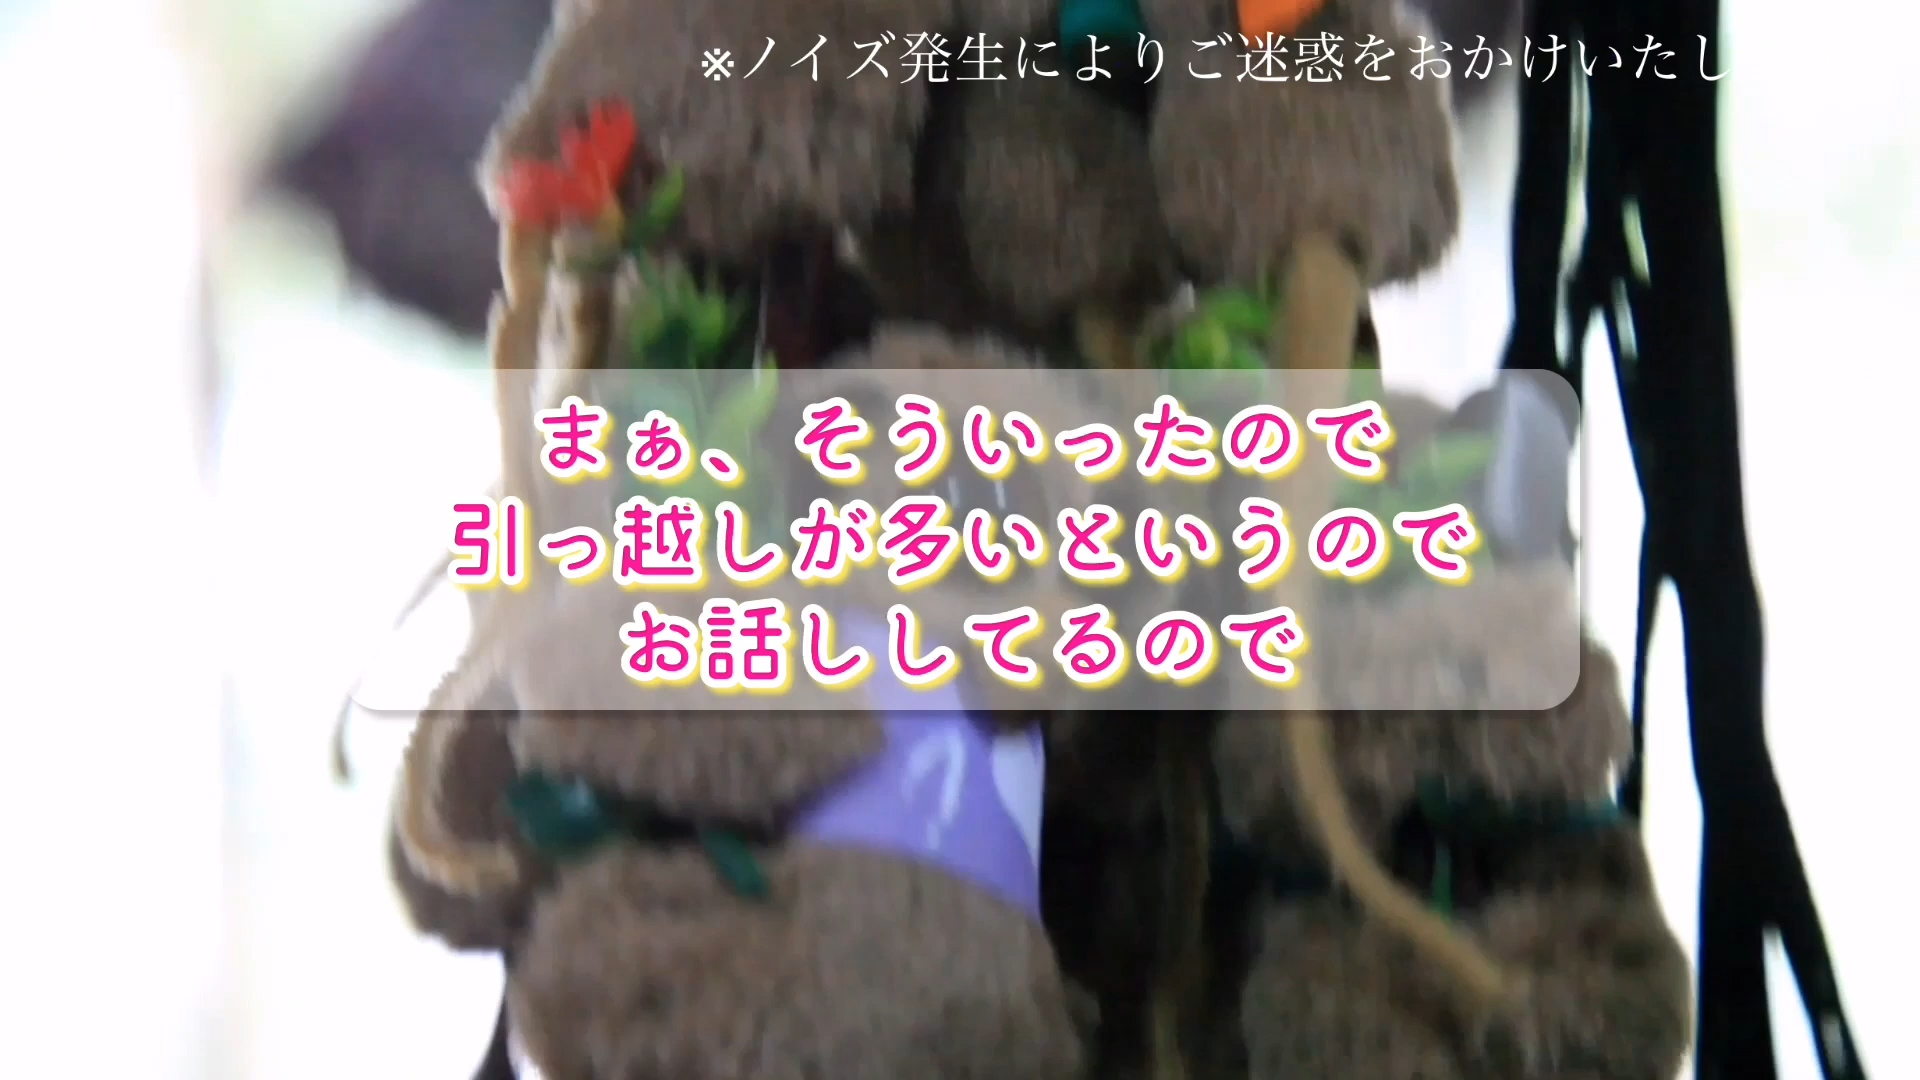 ※ノイズ発生によりご迷惑をおかけいたし
まぁ、そういったので
引っ越しが多いというので
お話ししてるので